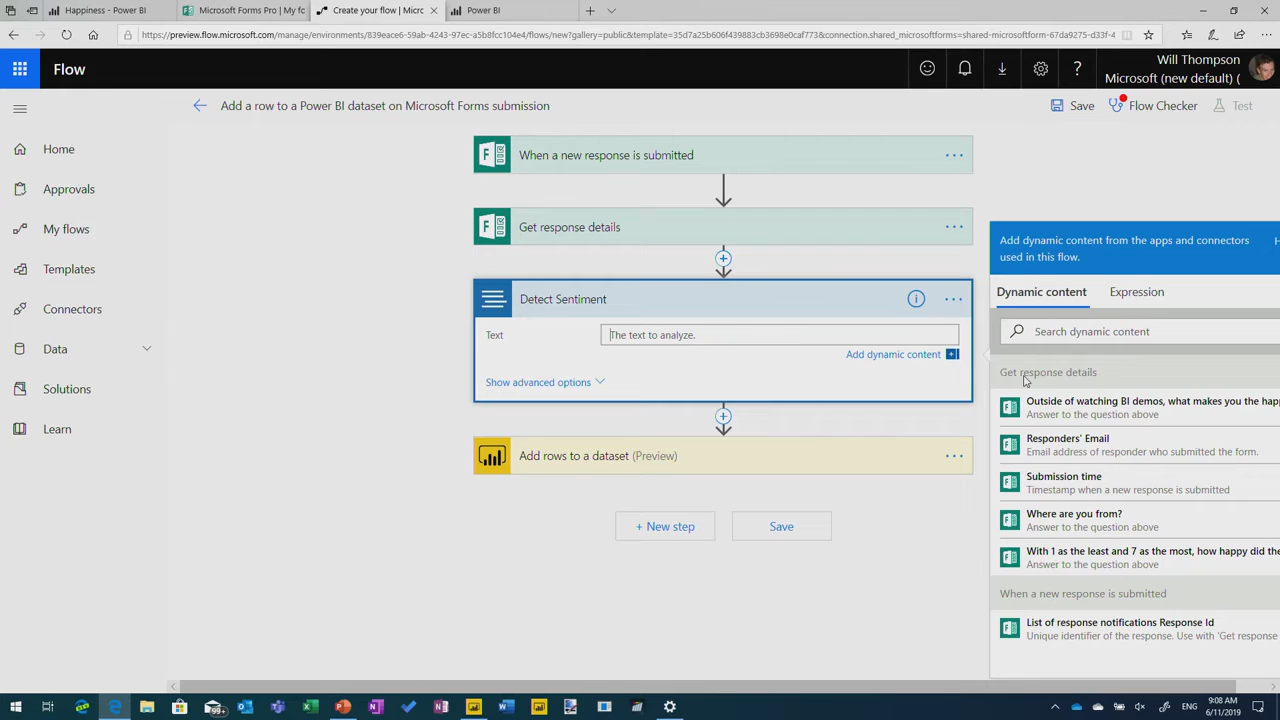 Happiness - Power BI
Microsoft Forms Pro | My fo
Create your flow | Micro
Power BI
https://preview.flow.microsoft.com/manage/environments/839eace6-59ab-4243-97ec-a5b8fcc104e4/flows/new?gallery=public&template=35d7a25b606f439883cb3698e0caf773&connection.shared_microsoftforms=shared-microsoftform-67da9275-d33f-4
Flow
Will Thompson
Microsoft (new default) (
Add a row to a Power BI dataset on Microsoft Forms submission
Save
Flow Checker
Test
Home
Approvals
My flows
Templates
Connectors
Data
Solutions
Learn
When a new response is submitted
Get response details
Detect Sentiment
Text
The text to analyze.
Add dynamic content
Show advanced options
Add rows to a dataset (Preview)
+ New step
Save
Add dynamic content from the apps and connectors
used in this flow.
H
Dynamic content
Expression
Search dynamic content
Get response details
Outside of watching BI demos, what makes you the hap
Answer to the question above
Responders' Email
Email address of responder who submitted the form.
Submission time
Timestamp when a new response is submitted
Where are you from?
Answer to the question above
With 1 as the least and 7 as the most, how happy did the
Answer to the question above
When a new response is submitted
List of response notifications Response Id
Unique identifier of the response. Use with 'Get response
99+
ENG
9:08 AM
6/11/2019